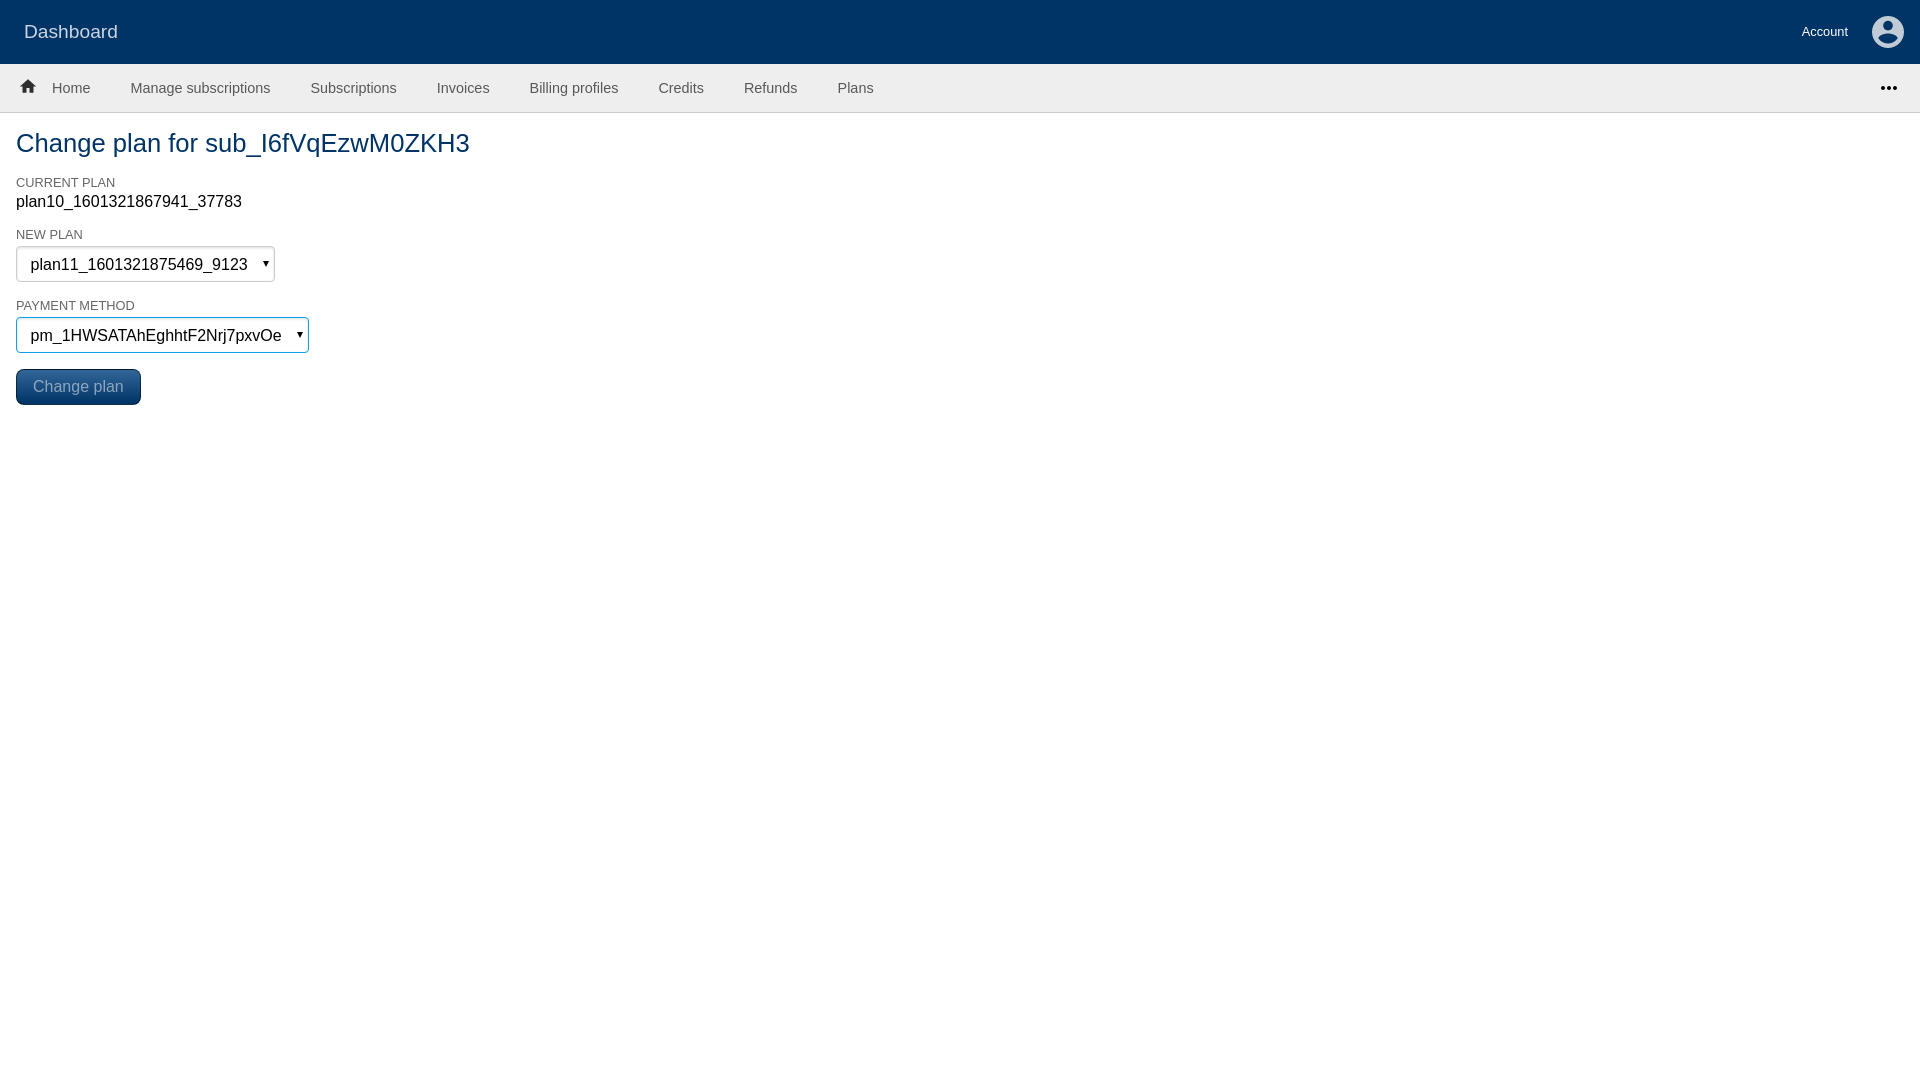 Dashboard
Account
Home Manage subscriptions Subscriptions Invoices Billing profiles Credits Refunds Plans
Change plan for sub_I6fVqEzwM0ZKH3
CURRENT PLAN
plan10_1601321867941_37783
NEW PLAN
plan11_1601321875469_9123
PAYMENT METHOD
pm_1HWSATAhEghhtF2Nrj7pxvOe
Change plan